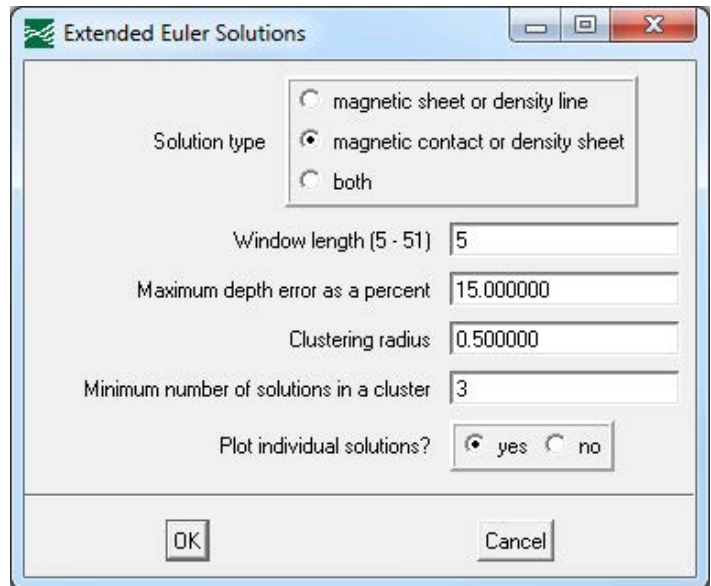 Extended Euler Solutions
magnetic sheet or density line
Solution type magnetic contact or density sheet
both
Window length (5 - 51) 5
Maximum depth error as a percent 15.000000
Clustering radius 0.500000
Minimum number of solutions in a cluster 3
Plot individual solutions? yes no
OK Cancel